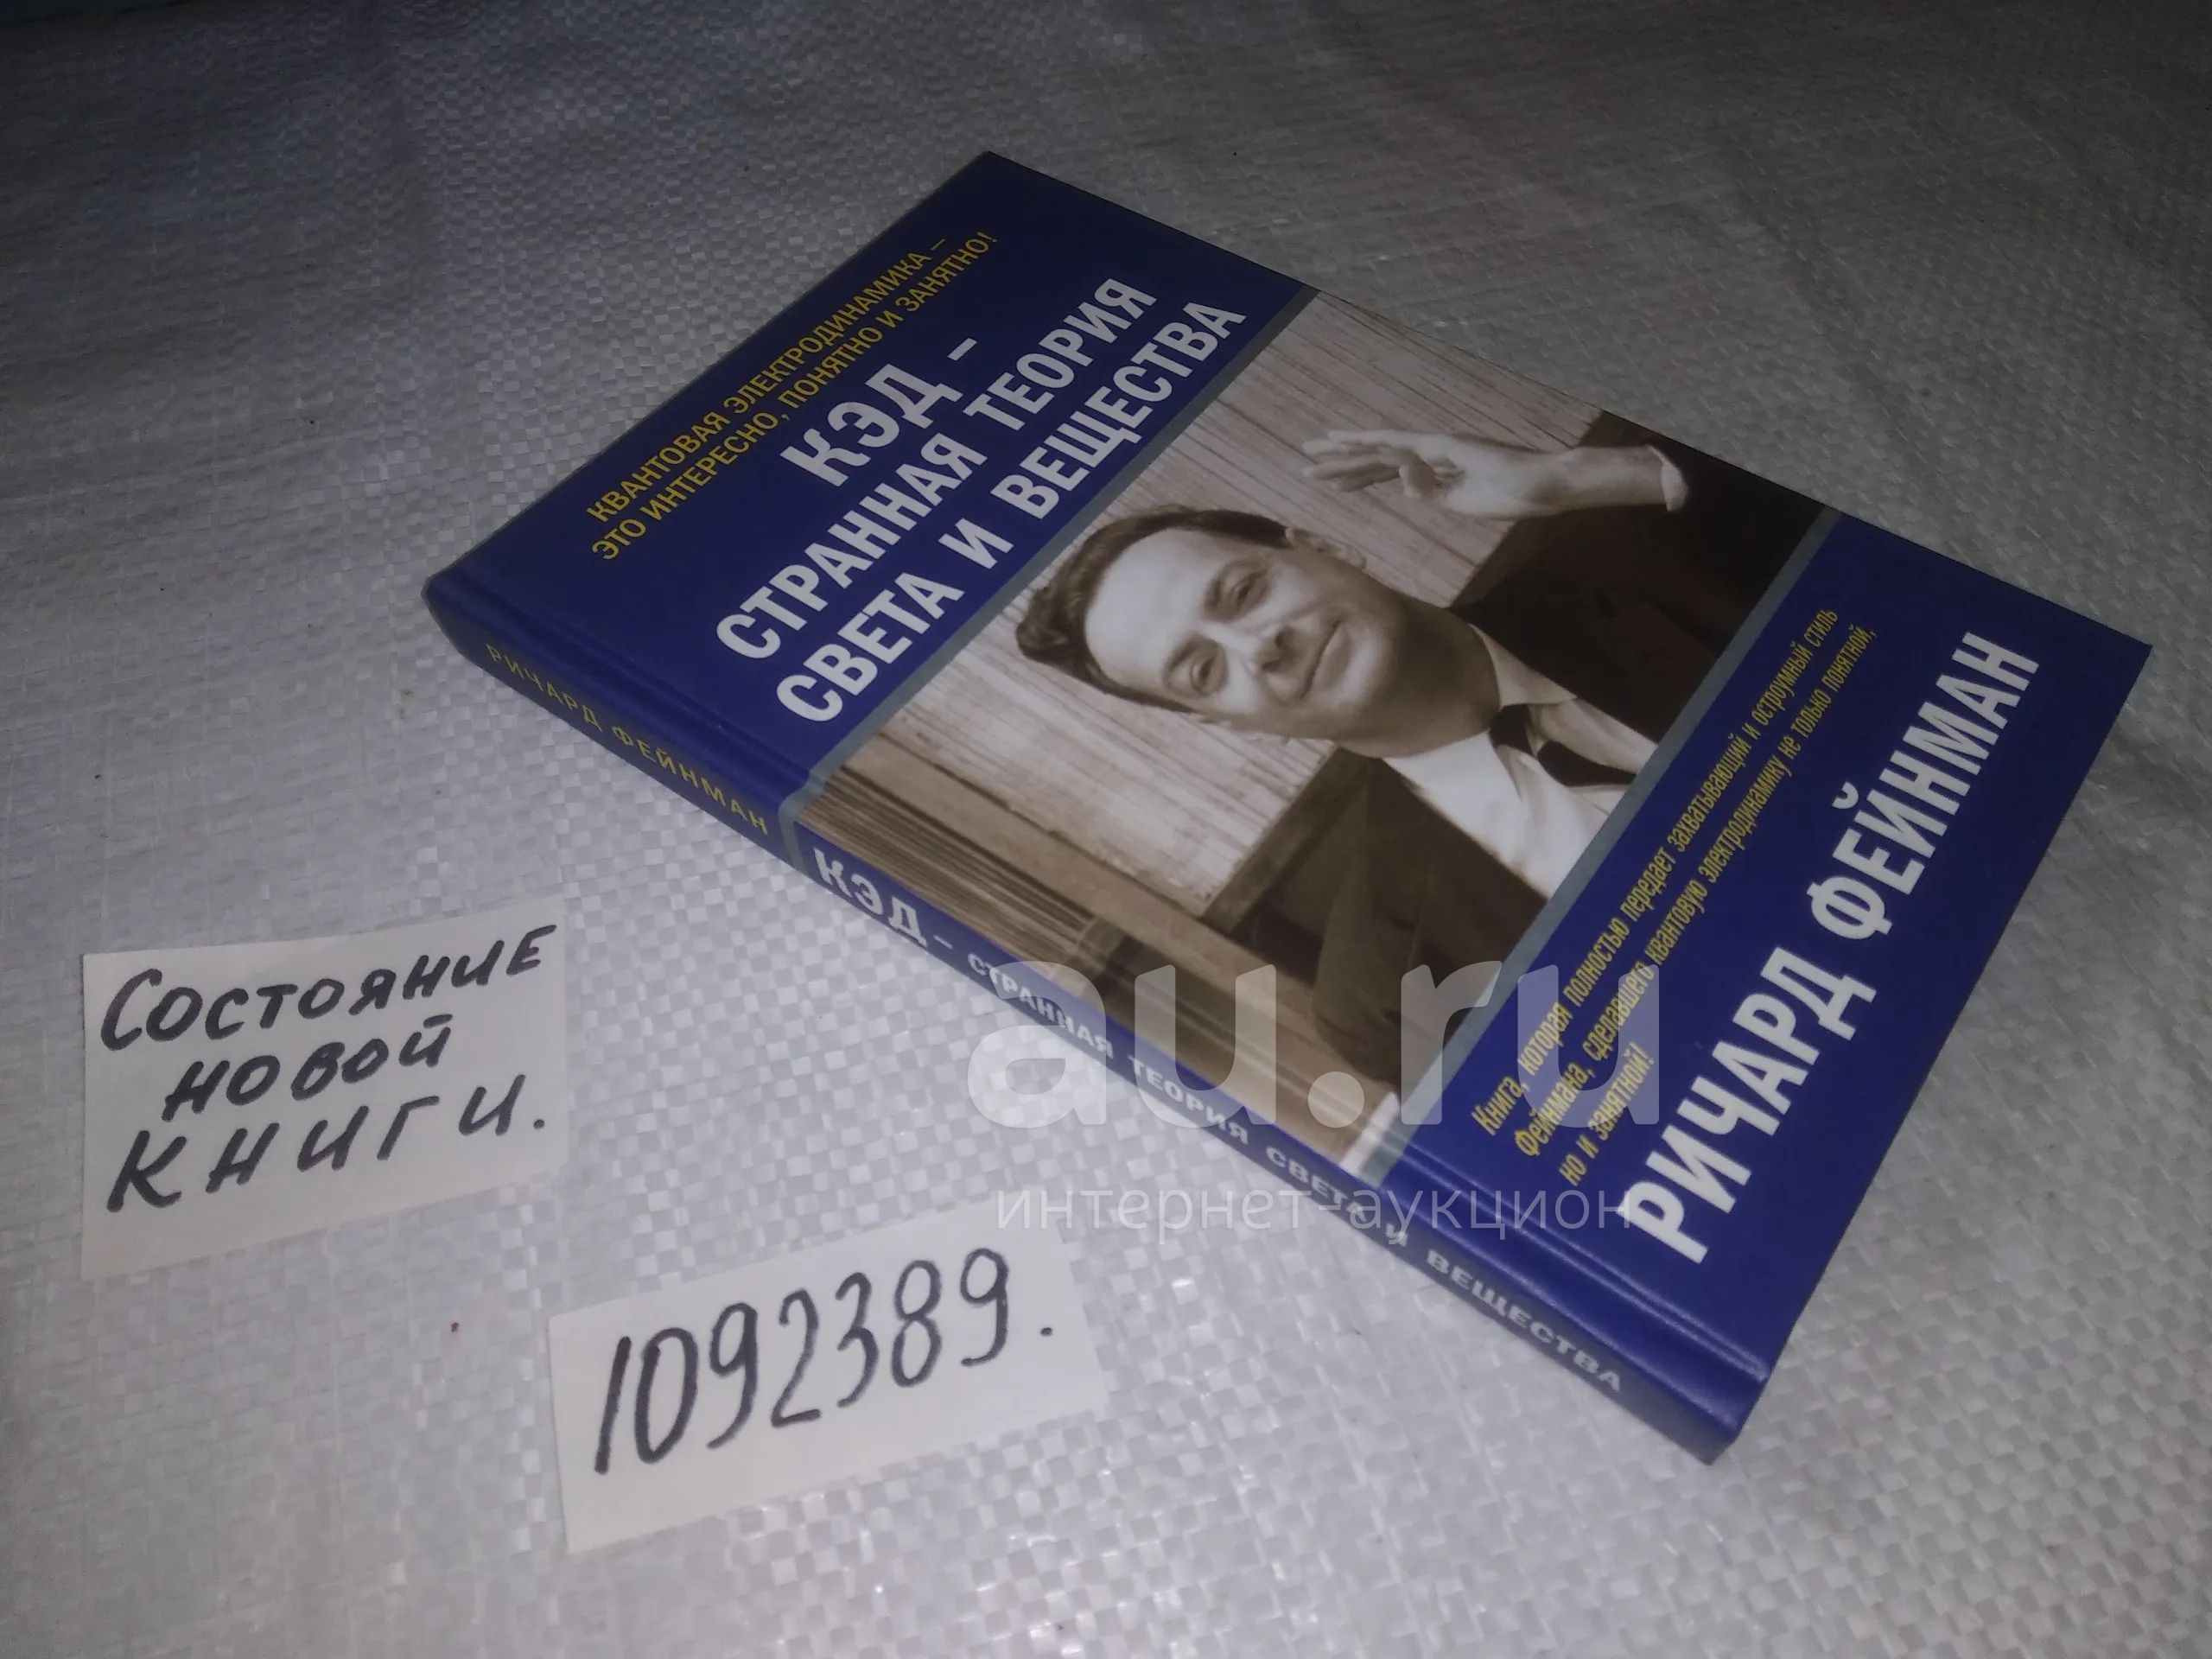 КВАНТОВАЯ ЭЛЕКТРОДИНАМИКА –
ЭТО ИНТЕРЕСНО, ПОНЯТНО И ЗАНЯТНО!
КЭД –
СТРАННАЯ ТЕОРИЯ
СВЕТА И ВЕЩЕСТВА
Книга, которая полностью передает захватывающий и остроумный стиль
Фейнмана, сделавшего квантовую электродинамику не только понятной,
но и занятной!
РИЧАРД ФЕЙНМАН
РИЧАРД ФЕЙНМАН
КЭД – СТРАННАЯ ТЕОРИЯ СВЕТА И ВЕЩЕСТВА
Состояние
новой
книги.
1092389.
au.ru
интернет-аукцион